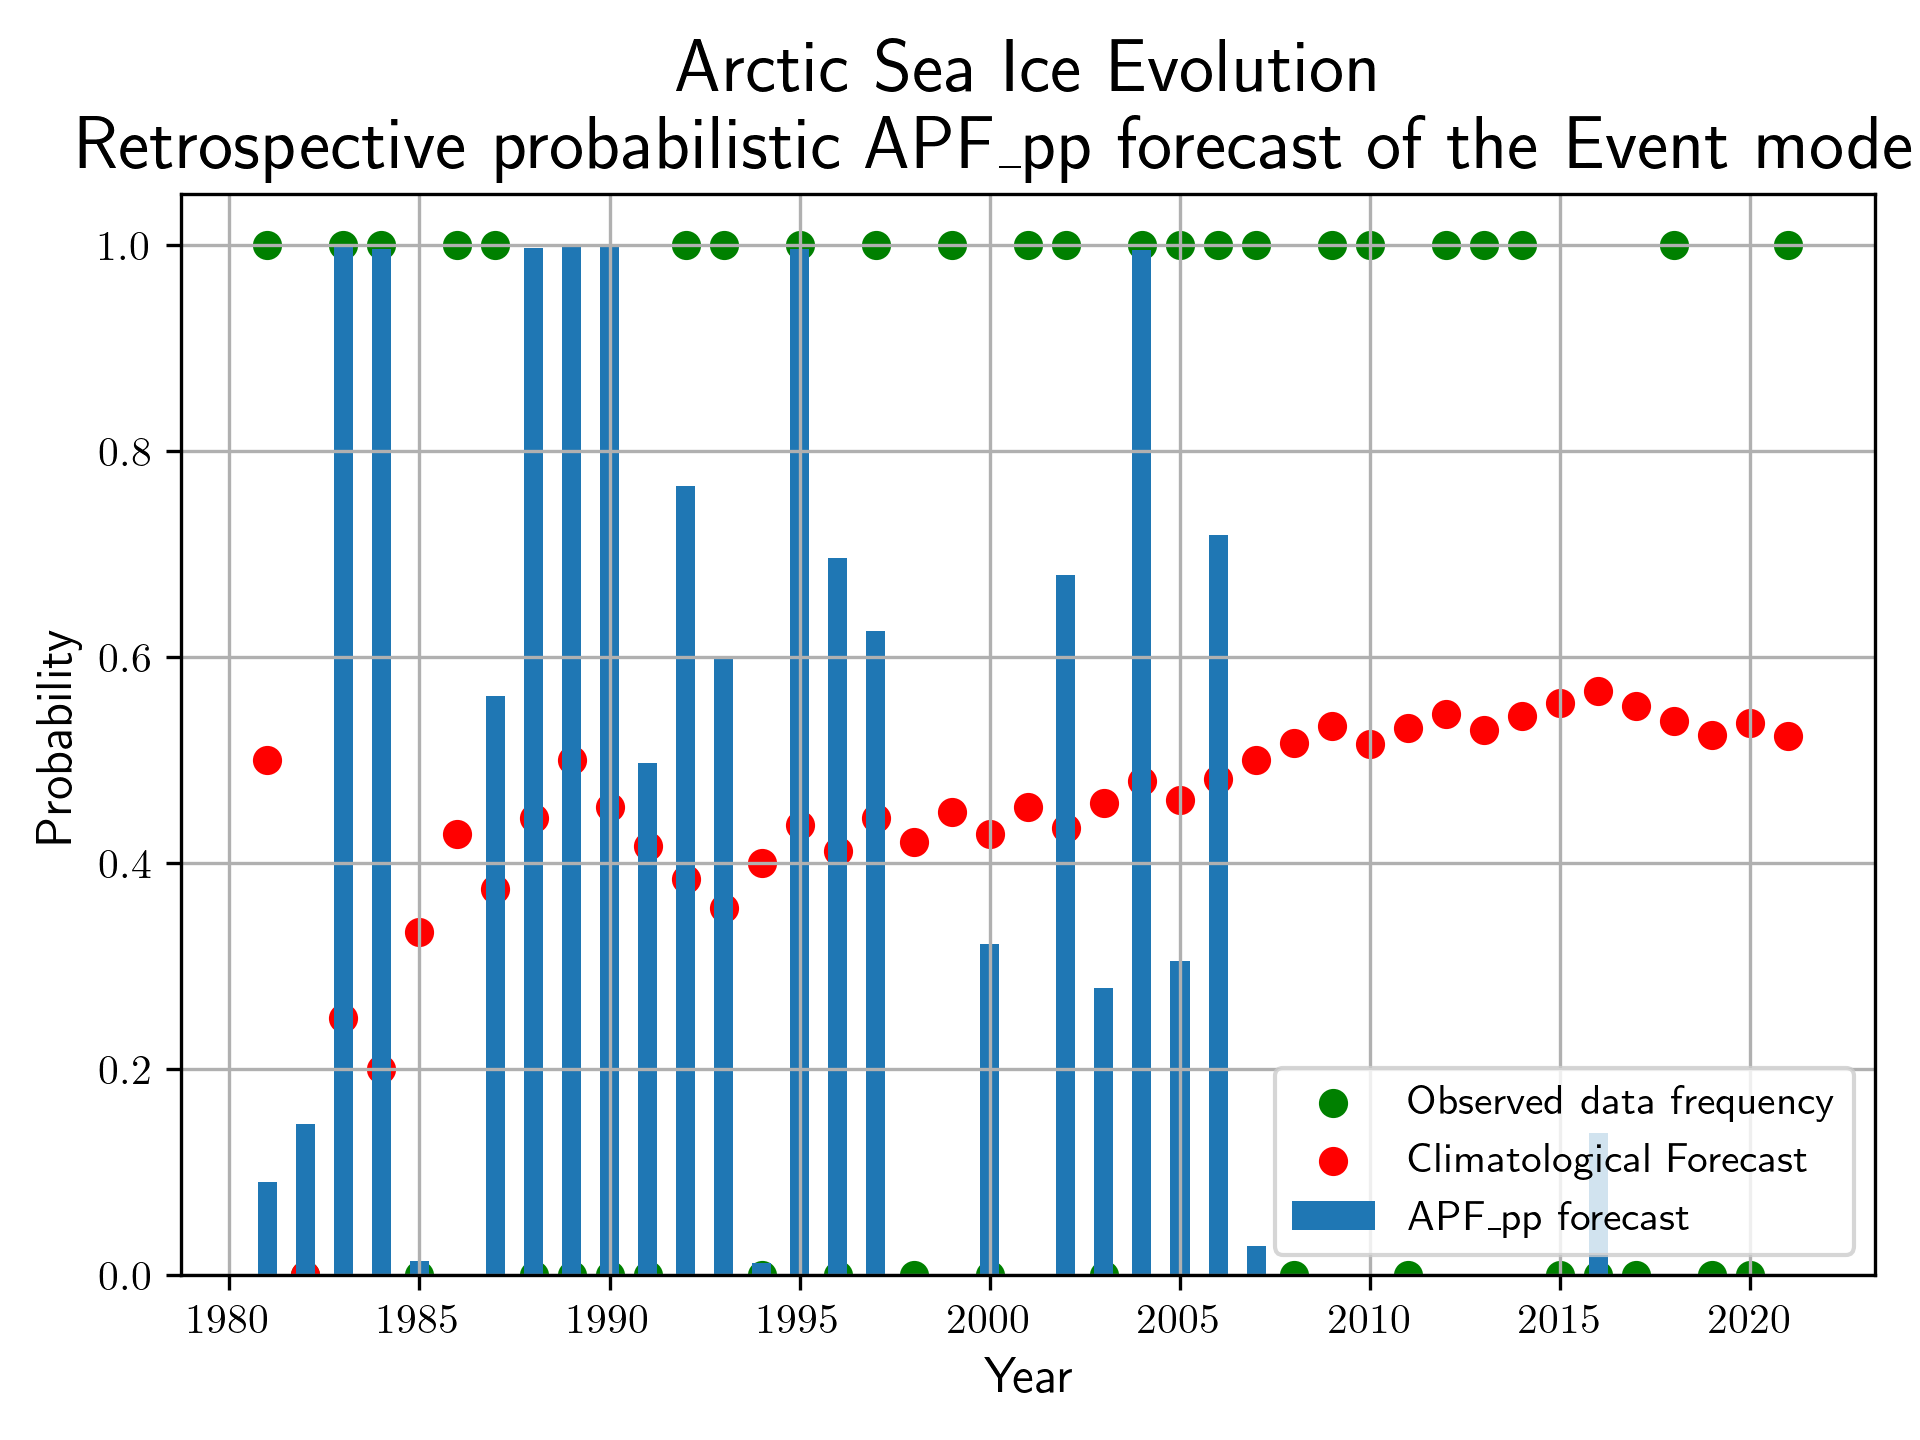 Arctic Sea Ice Evolution
Retrospective probabilistic APF_pp forecast of the Event mode
1.0
0.8
0.6
0.4
0.2
0.0
Probability
Observed data frequency
Climatological Forecast
APF_pp forecast
1980 1985 1990 1995 2000 2005 2010 2015 2020
Year